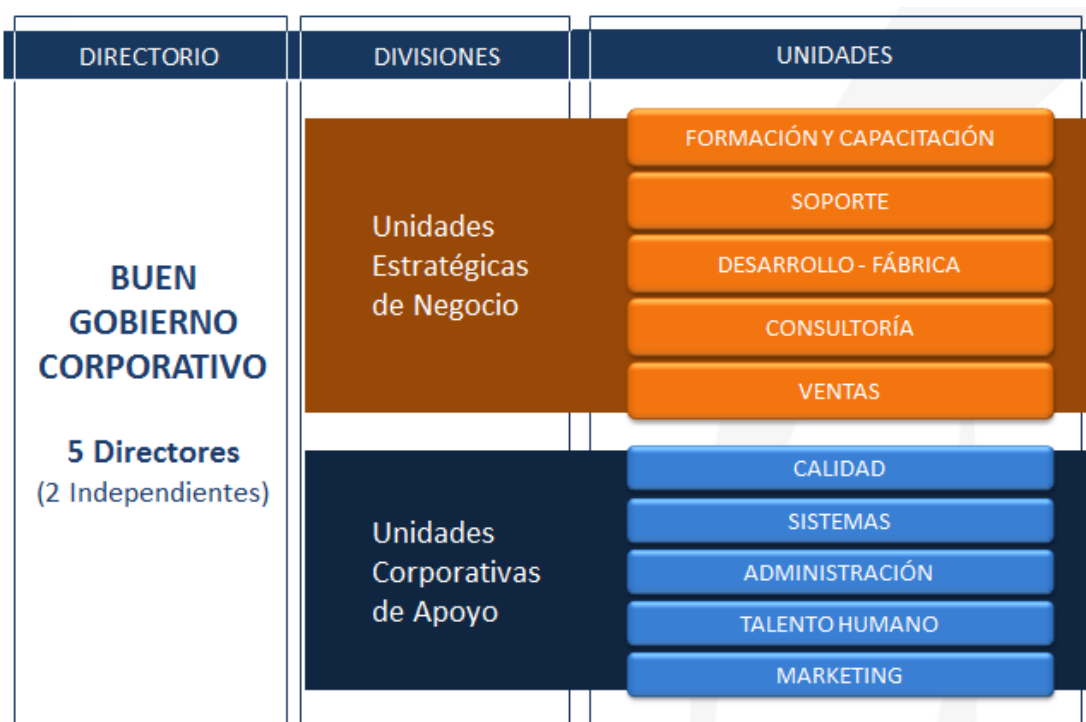 DIRECTORIO
DIVISIONES
UNIDADES
BUEN
GOBIERNO
CORPORATIVO
5 Directores
(2 Independientes)
Unidades
Estratégicas
de Negocio
FORMACIÓN Y CAPACITACIÓN
SOPORTE
DESARROLLO - FÁBRICA
CONSULTORÍA
VENTAS
Unidades
Corporativas
de Apoyo
CALIDAD
SISTEMAS
ADMINISTRACIÓN
TALENTO HUMANO
MARKETING